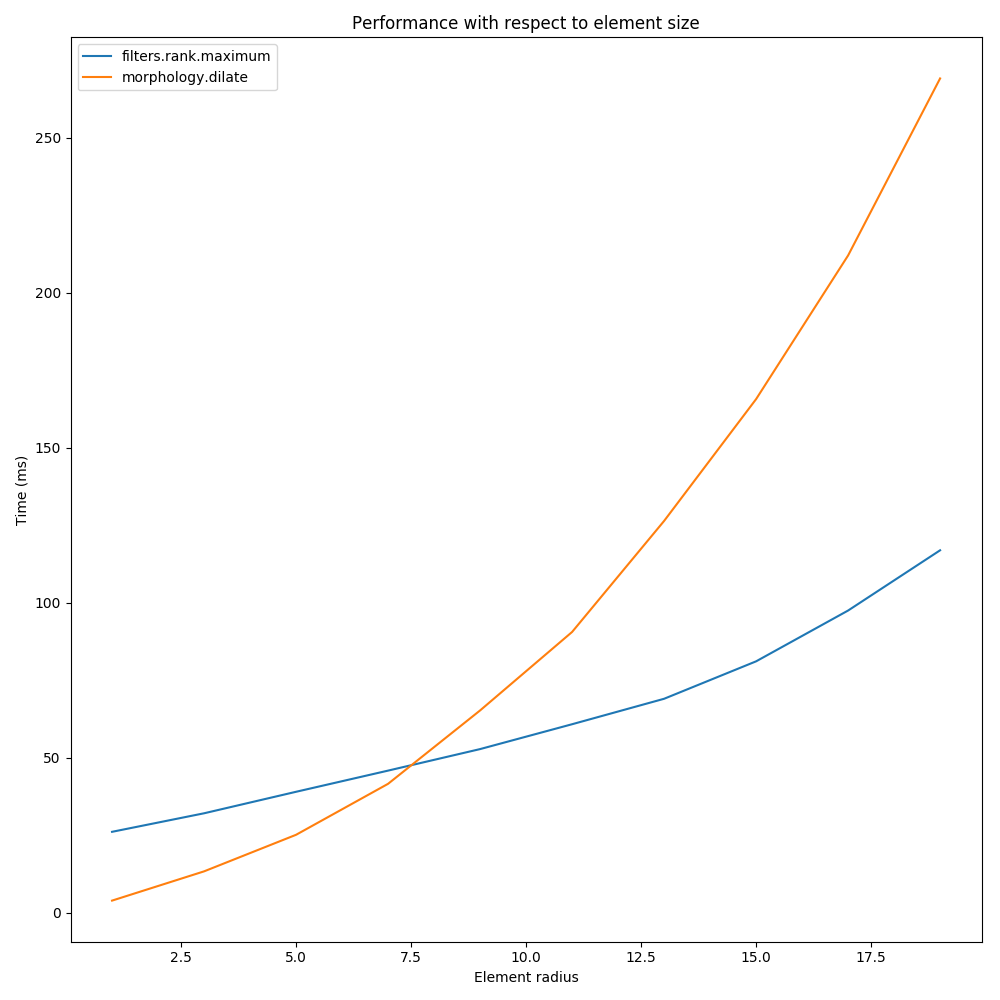 Performance with respect to element size
filters.rank.maximum
morphology.dilate
250
200
150
100
50
0
Time (ms)
2.5 5.0 7.5 10.0 12.5 15.0 17.5
Element radius